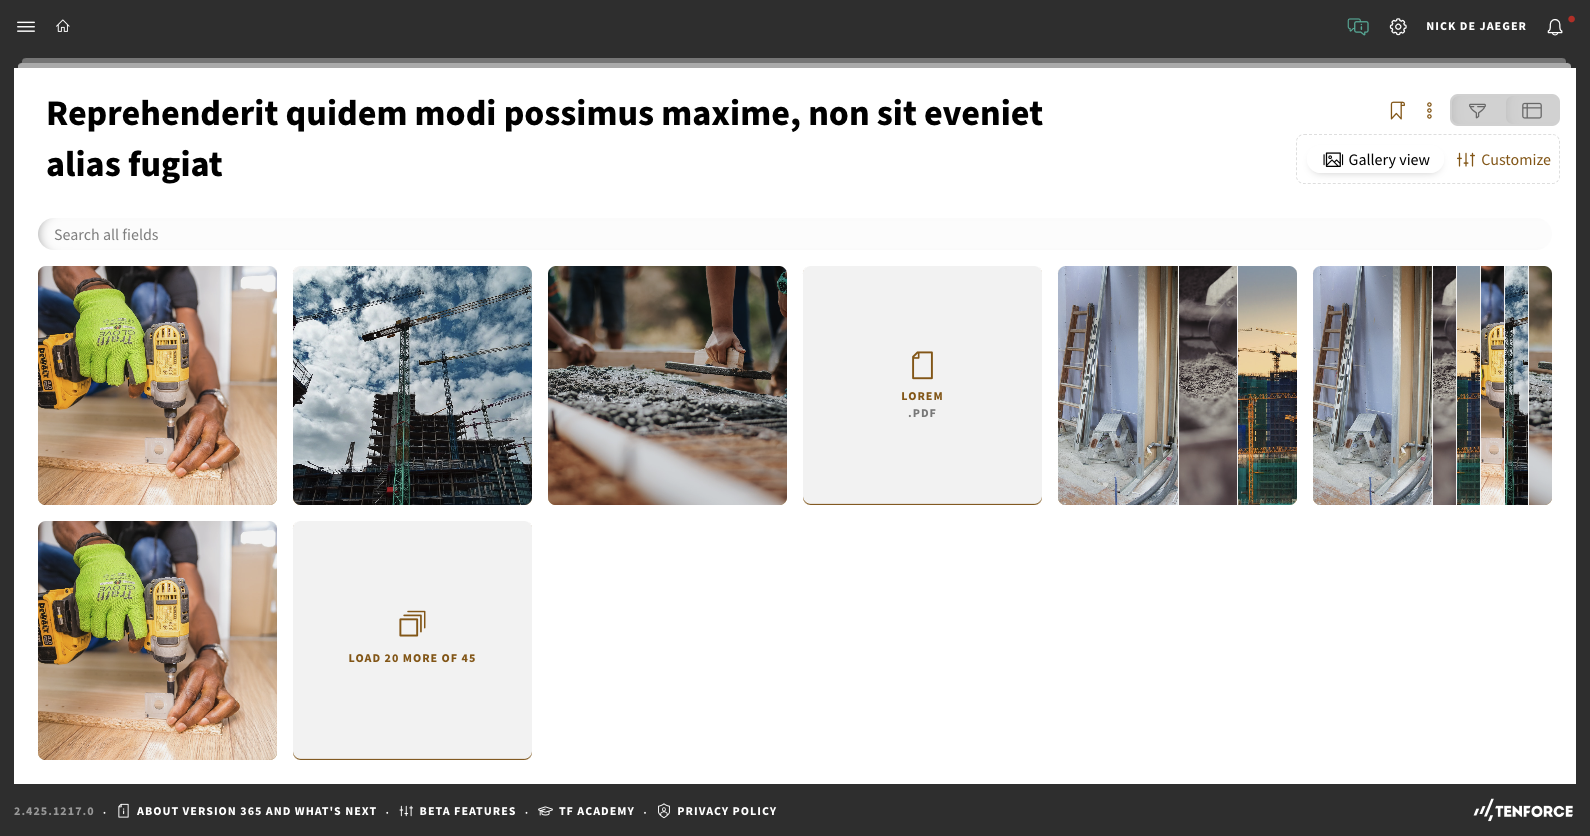 NICK DE JAEGER
Reprehenderit quidem modi possimus maxime, non sit eveniet
alias fugiat
Gallery view
Customize
Search all fields
LOREM
.PDF
LOAD 20 MORE OF 45
2.425.1217.0 · ABOUT VERSION 365 AND WHAT'S NEXT · BETA FEATURES · TF ACADEMY · PRIVACY POLICY
TENFORCE